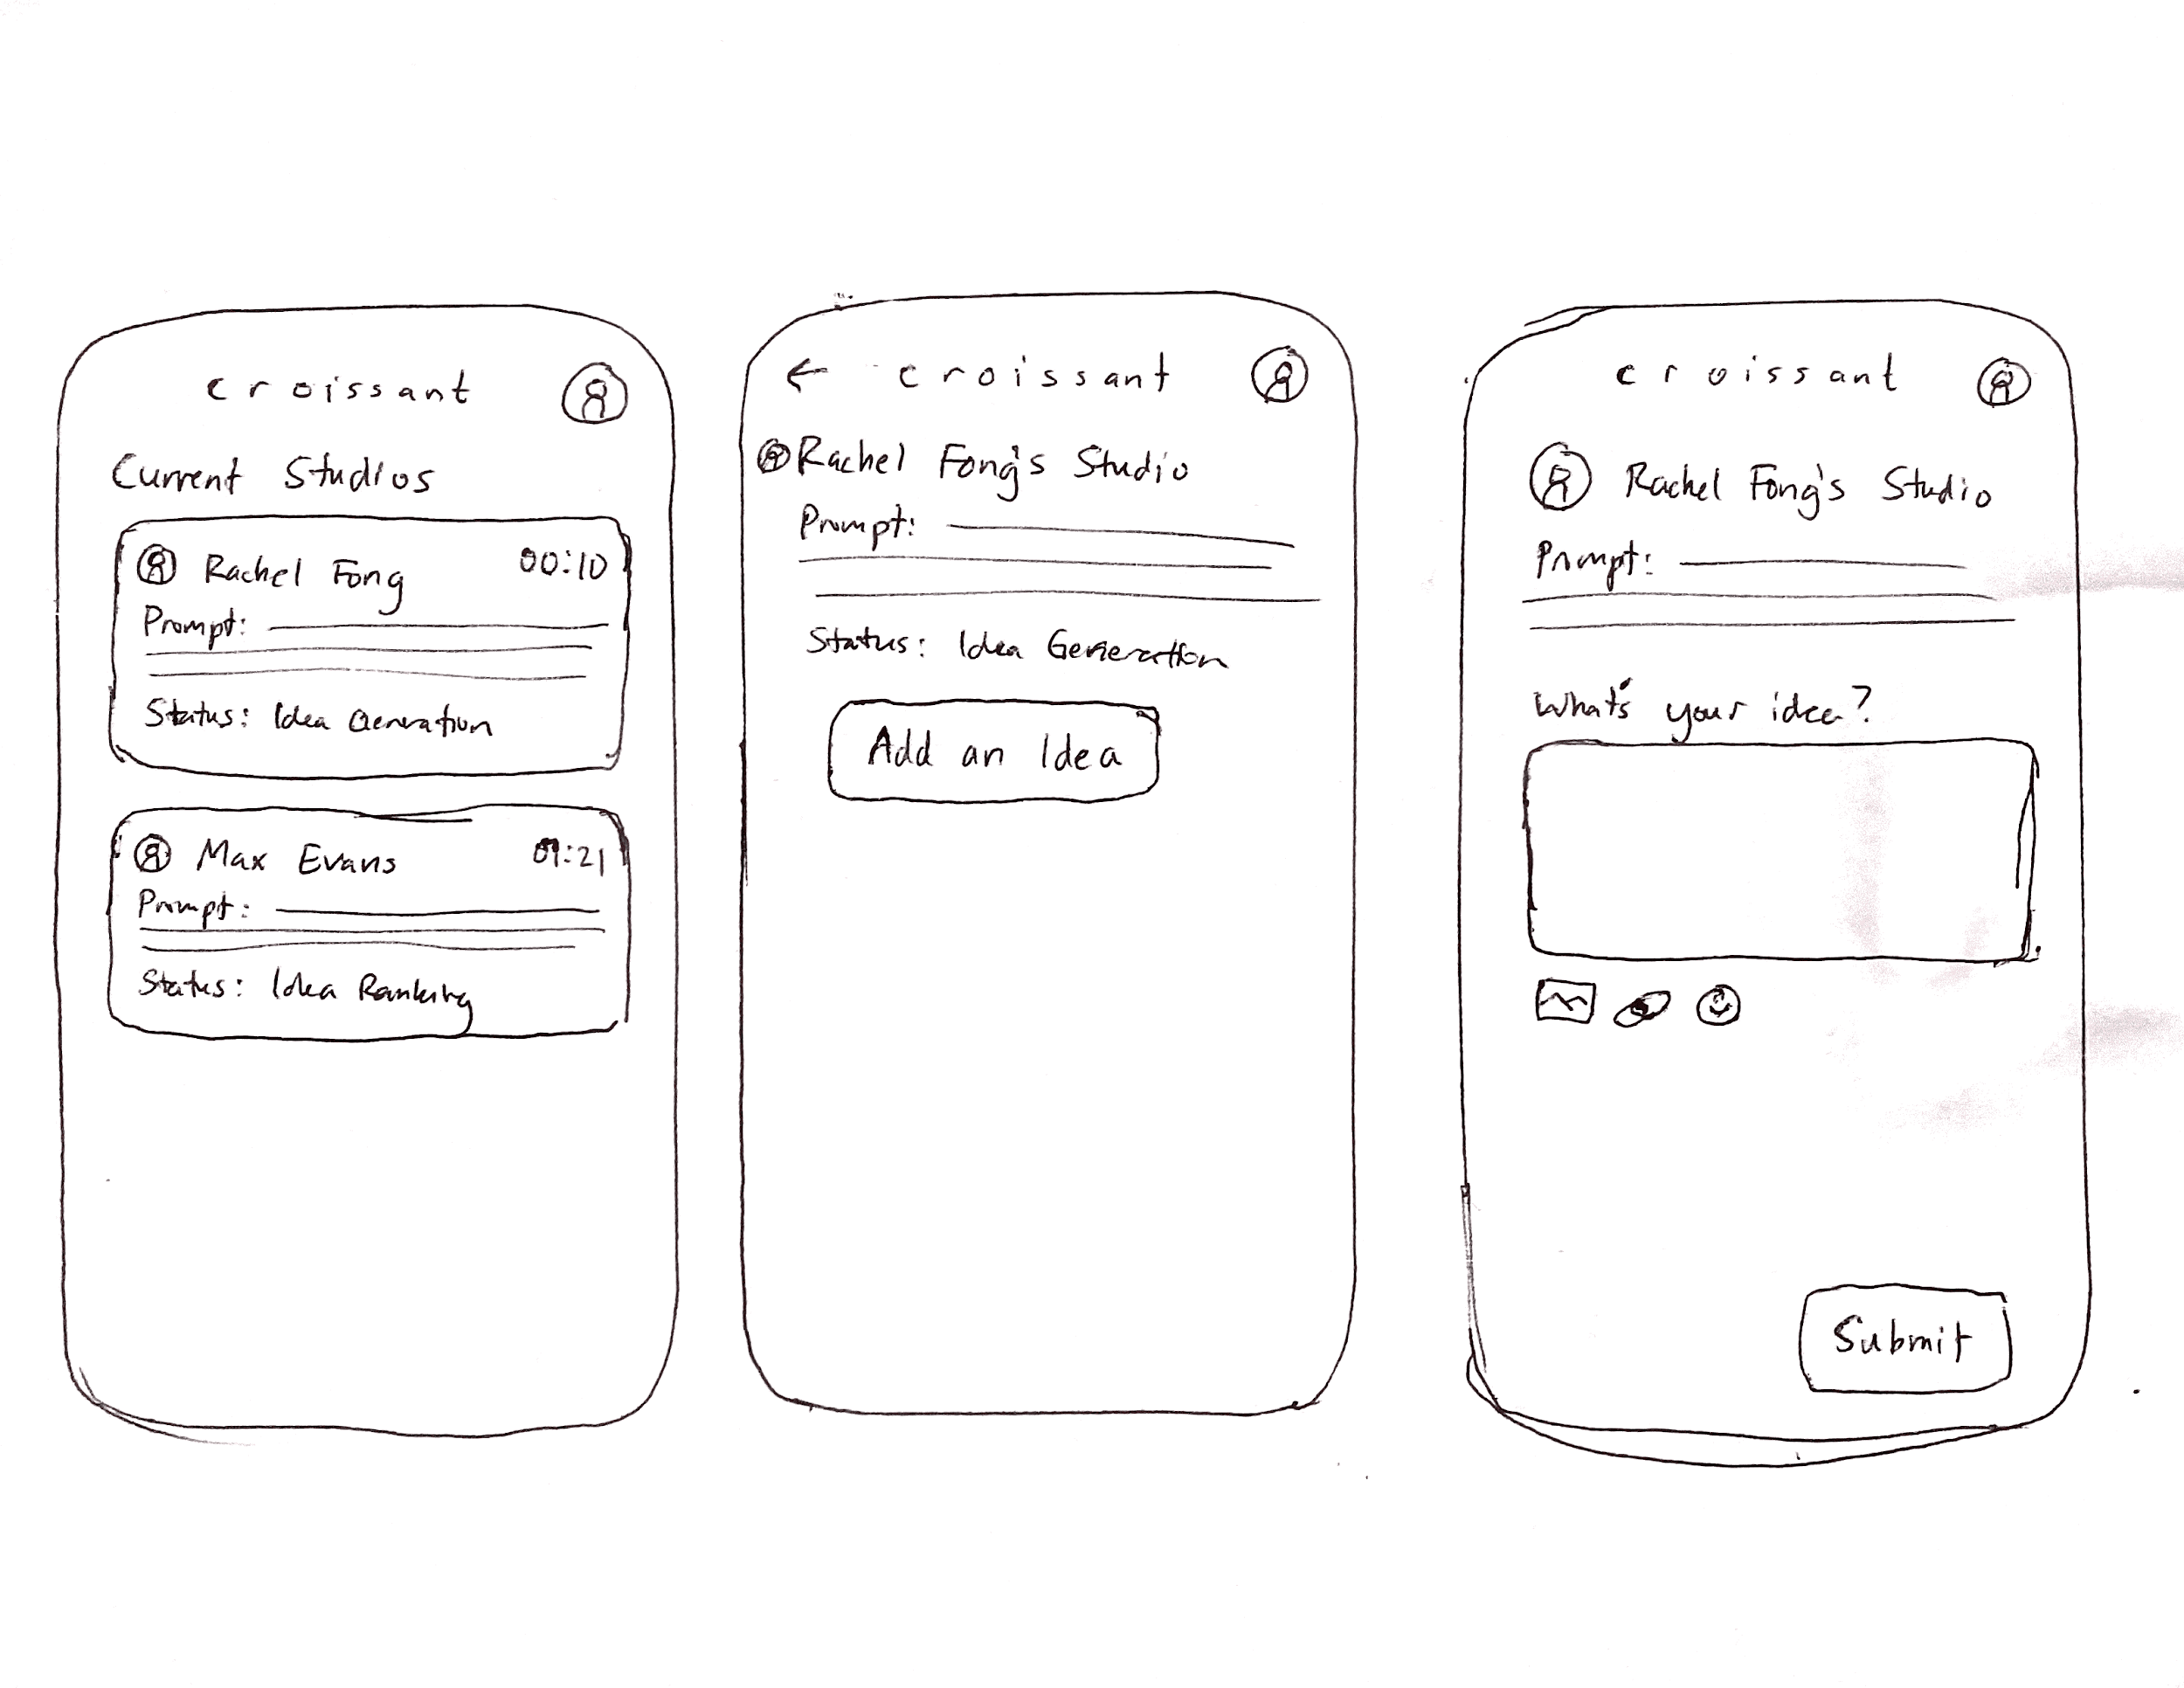 croissant
Current Studios
Rachel Fong 00:10
Prompt:
Status: Idea Generation
Max Evans 01:21
Prompt:
Status: Idea Ranking
← croissant
Rachel Fong's Studio
Prompt:
Status: Idea Generation
Add an Idea
croissant
Rachel Fong's Studio
Prompt:
What's your idea?
Submit